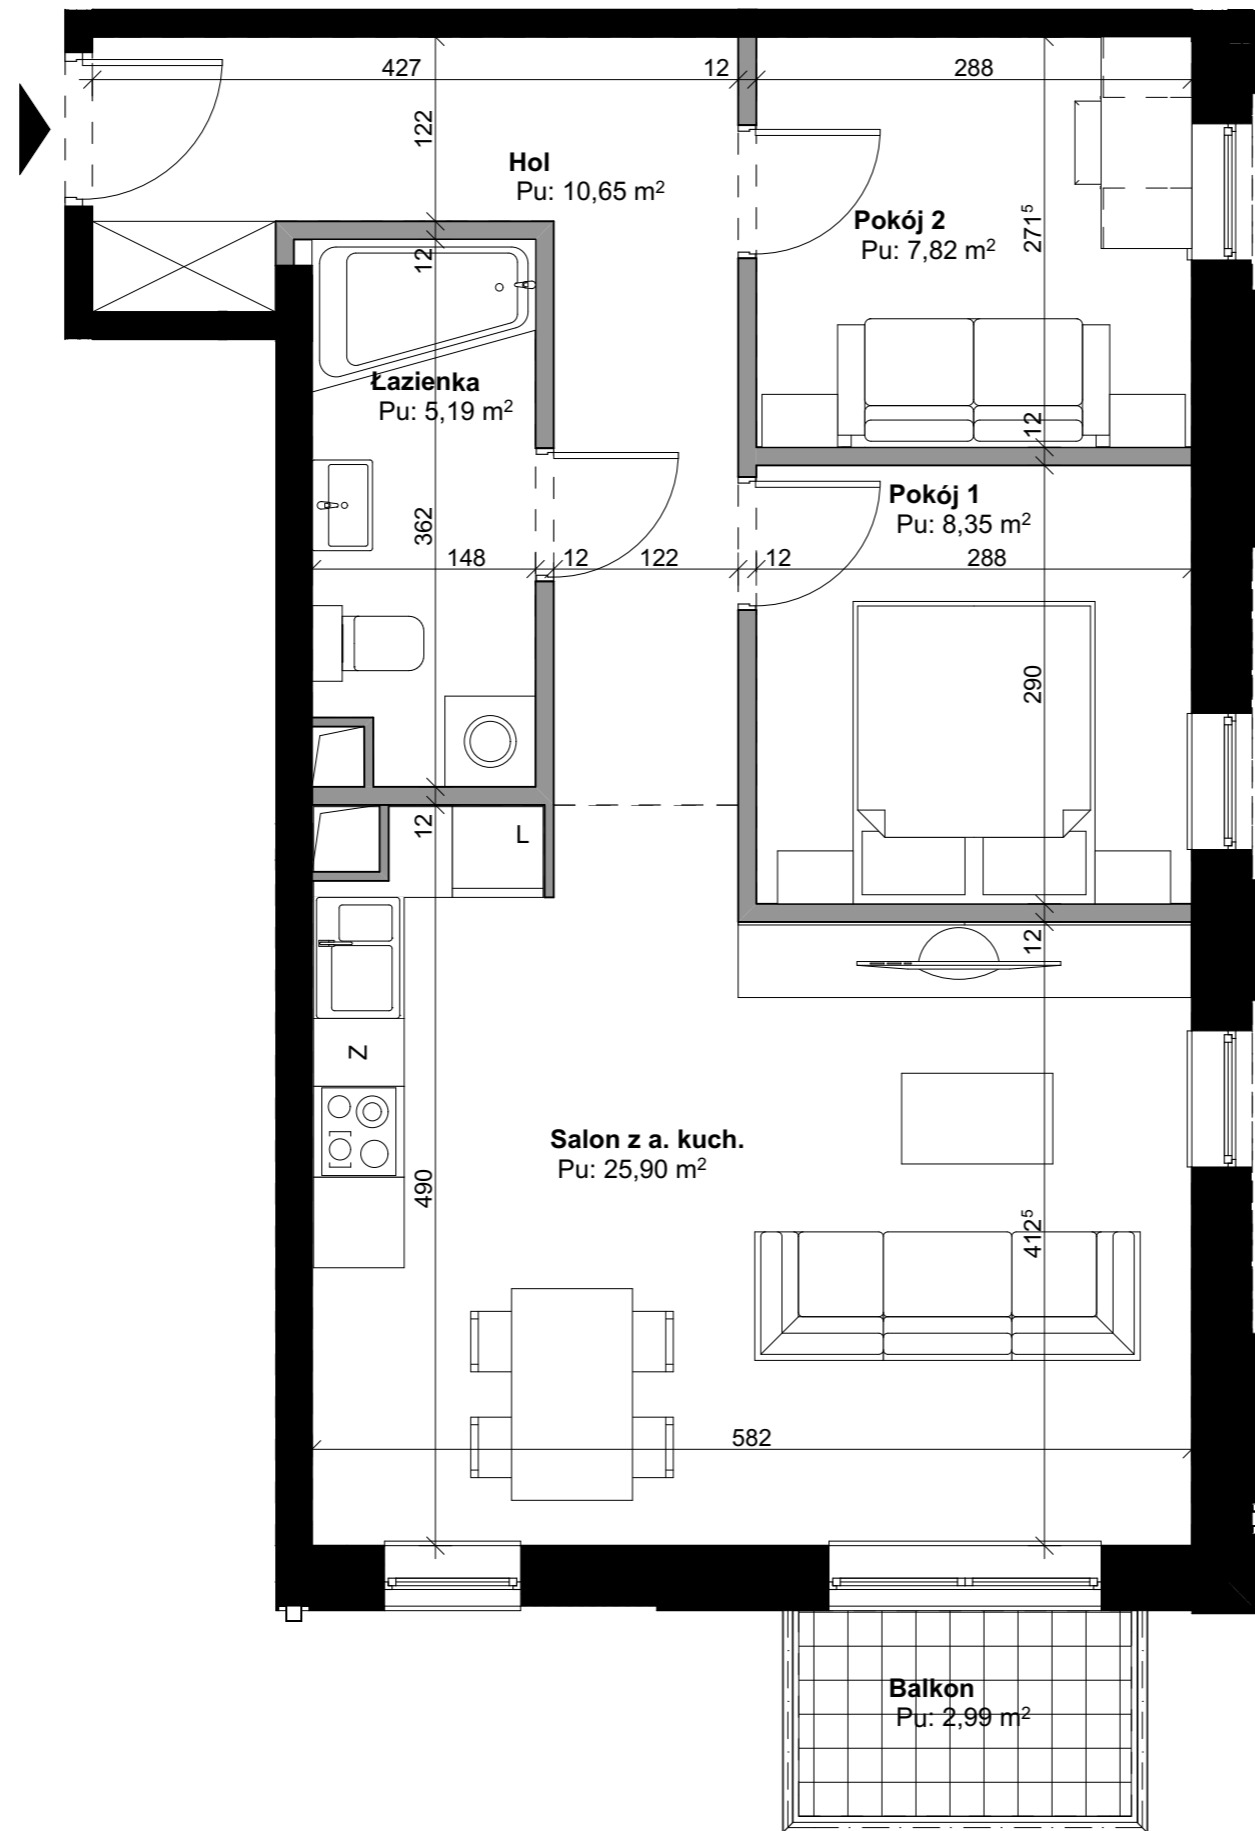 427
12
288
122
Hol
Pu: 10,65 m²
Pokój 2
Pu: 7,82 m²
271⁵
12
Łazienka
Pu: 5,19 m²
12
Pokój 1
Pu: 8,35 m²
362
148
12
122
12
288
290
12
L
12
Z
Salon z a. kuch.
Pu: 25,90 m²
490
412⁵
582
Balkon
Pu: 2,99 m²